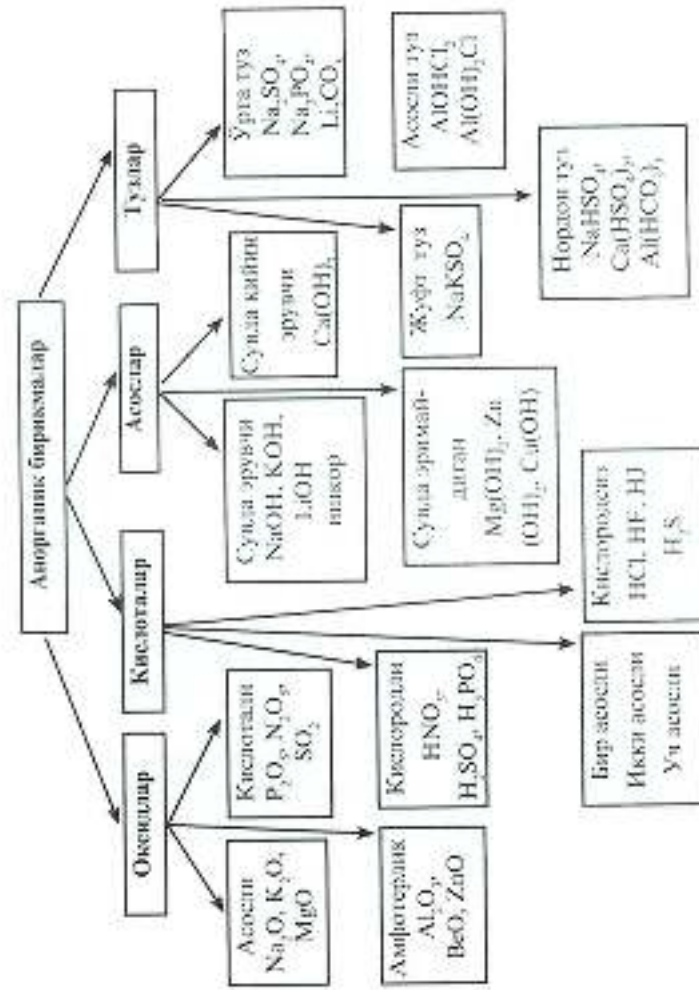 Анорганик бирикмалар
Оксидлар
Кислоталар
Асослар
Тузлар
Асосли
Na₂O, K₂O,
MgO
Кислотали
P₂O₅, N₂O₅,
SO₂
Амфотерлик
Al₂O₃,
BeO, ZnO
Кислородли
HNO₃,
H₂SO₄, H₃PO₄
Бир асосли
Икки асосли
Уч асосли
Кислородсиз
HCl, HF, HJ
H₂S
Сувда эрувчи
NaOH, KOH,
LiOH
ишқор
Сувда қийин
эрувчи
Ca(OH)₂
Сувда эримай-
диган
Mg(OH)₂, Zn
(OH)₂, Cu(OH)
Ўрта туз
Na₂SO₄,
Na₃PO₄,
Li₂CO₃
Жуфт туз
NaKSO₄
Асосли туз
AlOHCl₂
Al(OH)₂Cl
Нордон туз
NaHSO₄,
Ca(HSO₄)₂,
Al(HCO₃)₃